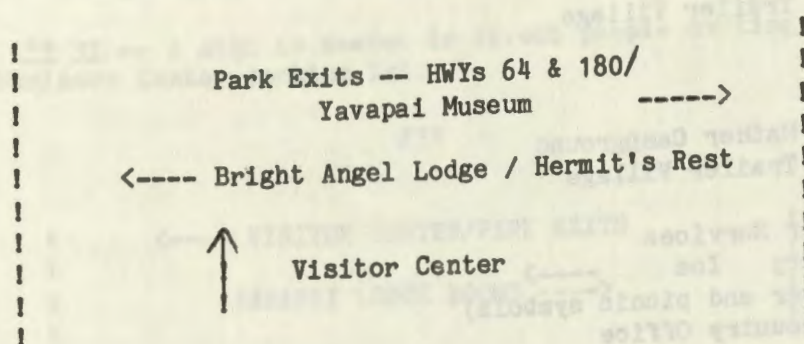 Park Exits -- HWYs 64 & 180/
Yavapai Museum ----->
<---- Bright Angel Lodge / Hermit's Rest
Visitor Center